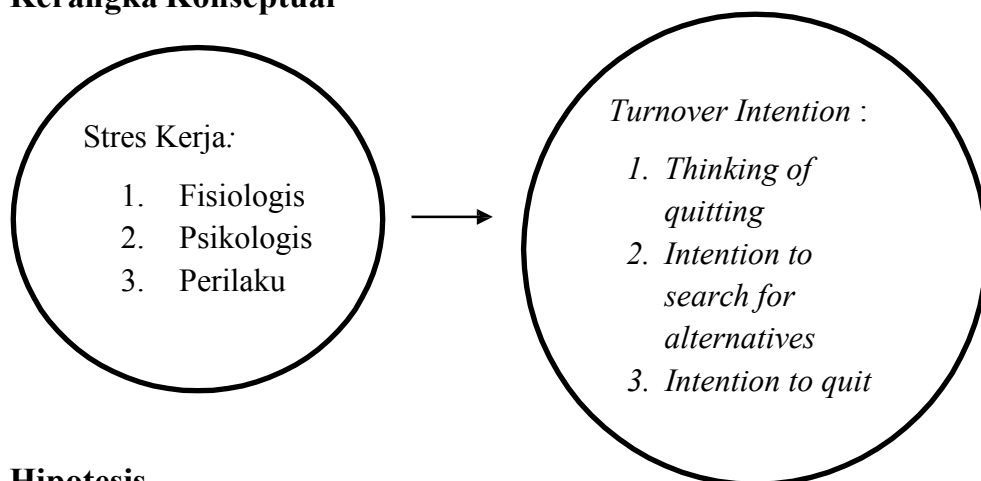 Kerangka Konseptual
Stres Kerja:
1. Fisiologis
2. Psikologis
3. Perilaku
Turnover Intention :
1. Thinking of
quitting
2. Intention to
search for
alternatives
3. Intention to quit
Hipotesis